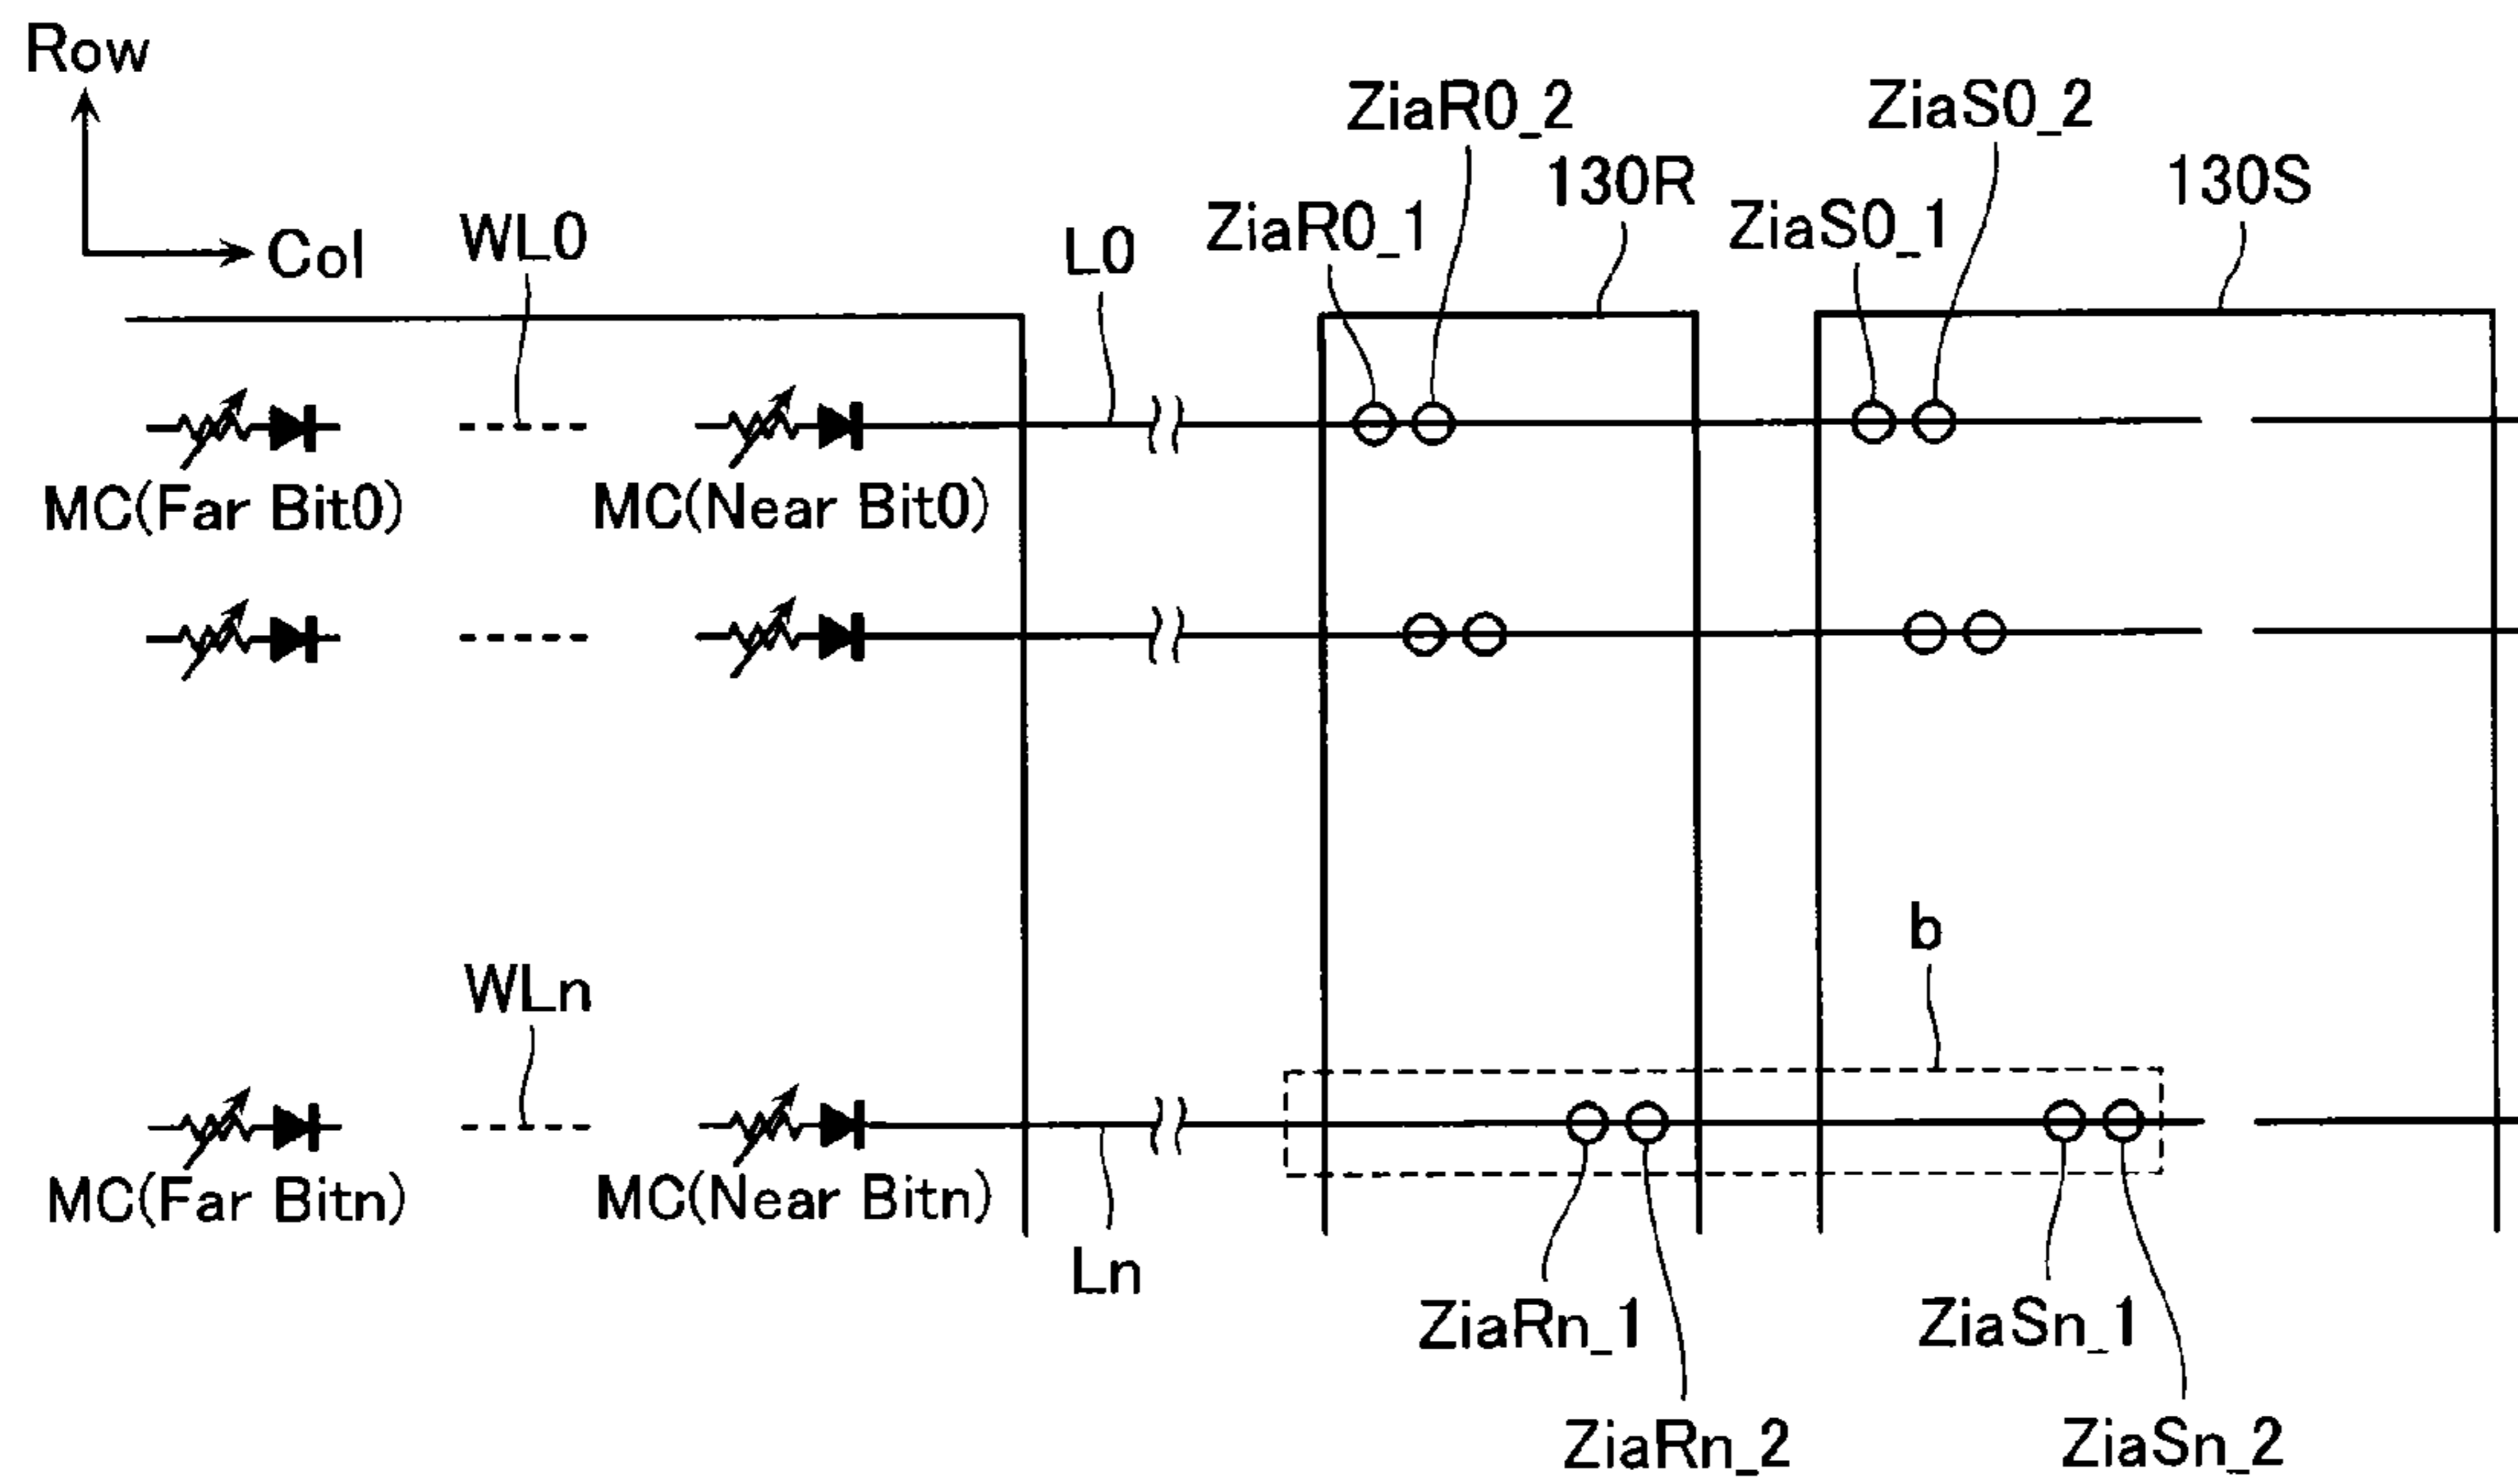 Row
ZiaR0_2
ZiaS0_2
130R
130S
ZiaR0_1
ZiaS0_1
WL0
L0
Col
MC(Far Bit0)
MC(Near Bit0)
b
WLn
MC(Far Bitn)
MC(Near Bitn)
Ln
ZiaRn_1
ZiaSn_1
ZiaRn_2
ZiaSn_2